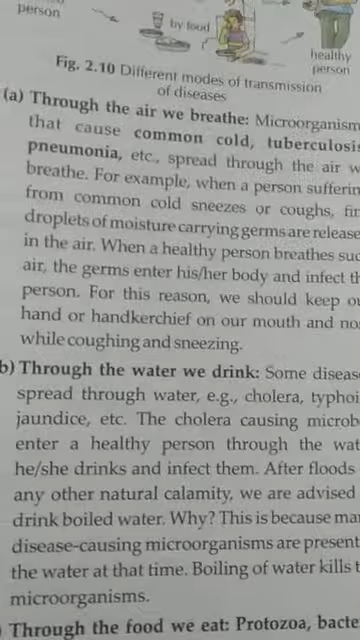 person
by food
healthy
person
Fig. 2.10 Different modes of transmission
of diseases
(a) Through the air we breathe: Microorganism
that cause common cold, tuberculosis
pneumonia, etc., spread through the air w
breathe. For example, when a person sufferin
from common cold sneezes or coughs, fin
droplets of moisture carrying germs are release
in the air. When a healthy person breathes suc
air, the germs enter his/her body and infect th
person. For this reason, we should keep ou
hand or handkerchief on our mouth and no
while coughing and sneezing.
b) Through the water we drink: Some diseas
spread through water, e.g., cholera, typhoi
jaundice, etc. The cholera causing microb
enter a healthy person through the wat
he/she drinks and infect them. After floods
any other natural calamity, we are advised
drink boiled water. Why? This is because ma
disease-causing microorganisms are present
the water at that time. Boiling of water kills t
microorganisms.
) Through the food we eat: Protozoa, bacte